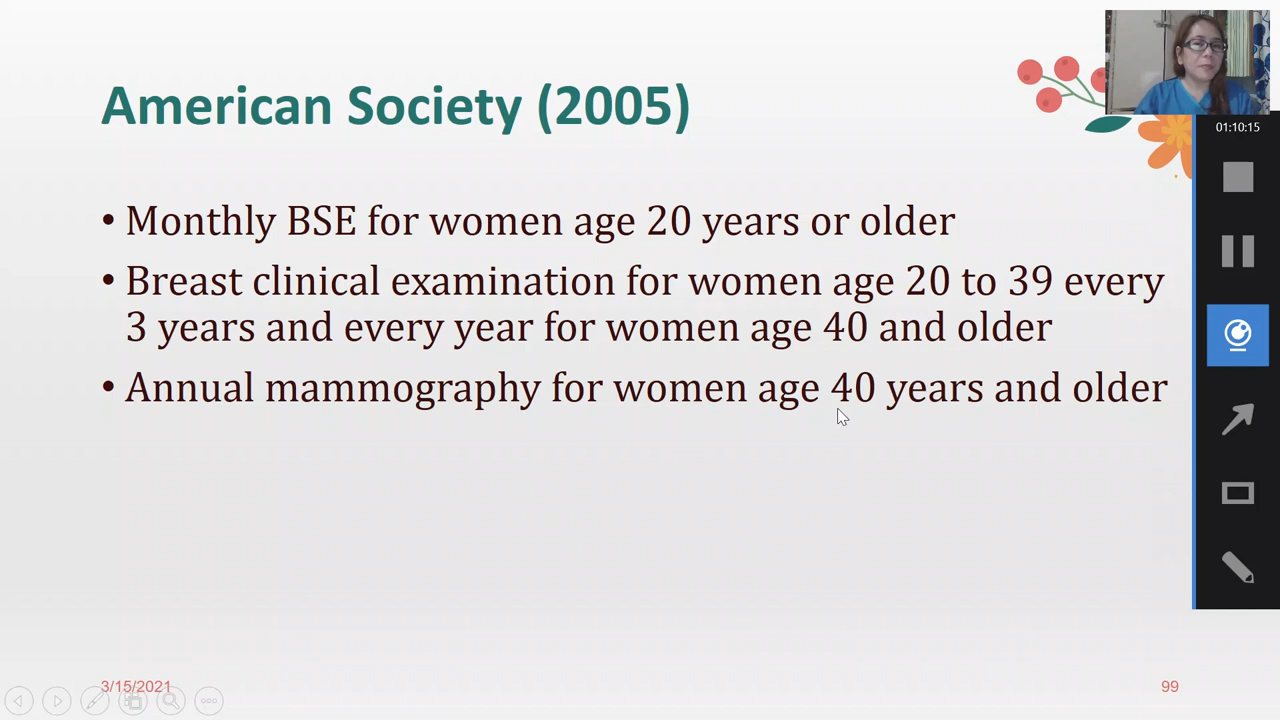 American Society (2005)
01:10:15
• Monthly BSE for women age 20 years or older
• Breast clinical examination for women age 20 to 39 every
3 years and every year for women age 40 and older
• Annual mammography for women age 40 years and older
3/15/2021
99